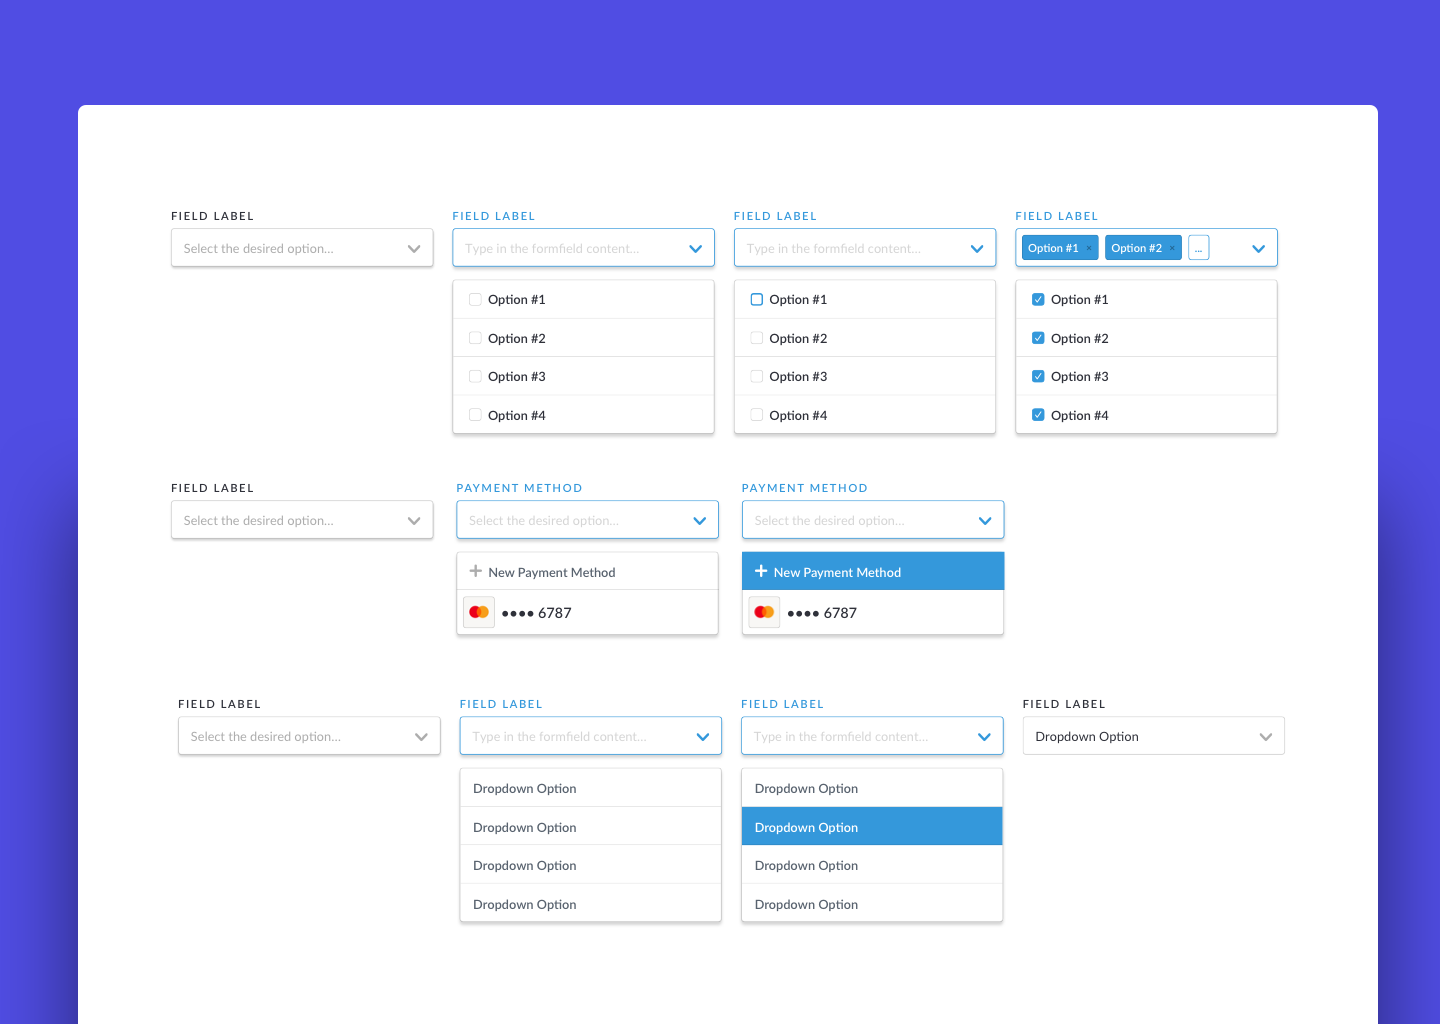 FIELD LABEL
FIELD LABEL
FIELD LABEL
FIELD LABEL
Select the desired option...
Type in the formfield content...
Type in the formfield content...
Option #1 × Option #2 × ...
Option #1
Option #1
Option #1
Option #2
Option #2
Option #2
Option #3
Option #3
Option #3
Option #4
Option #4
Option #4
FIELD LABEL
PAYMENT METHOD
PAYMENT METHOD
Select the desired option...
Select the desired option...
Select the desired option...
New Payment Method
New Payment Method
•••• 6787
•••• 6787
FIELD LABEL
FIELD LABEL
FIELD LABEL
FIELD LABEL
Select the desired option...
Type in the formfield content...
Type in the formfield content...
Dropdown Option
Dropdown Option
Dropdown Option
Dropdown Option
Dropdown Option
Dropdown Option
Dropdown Option
Dropdown Option
Dropdown Option